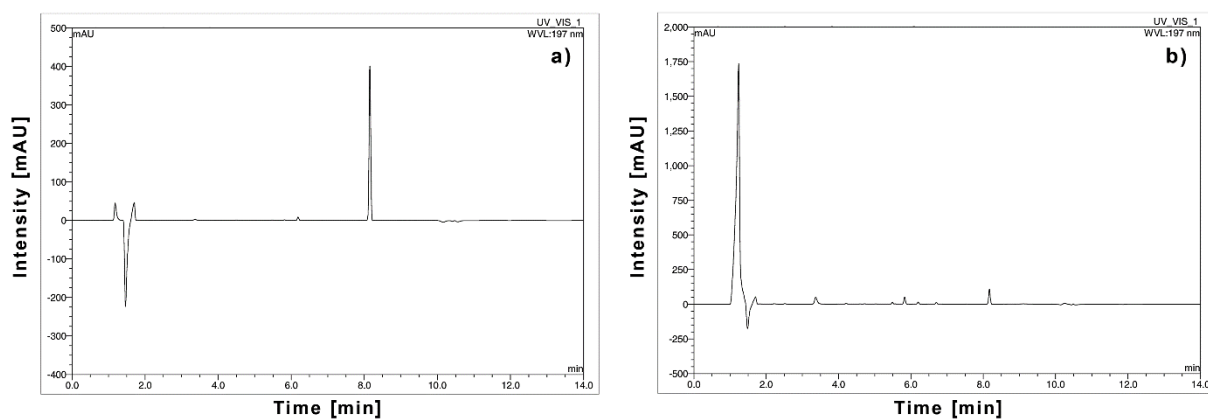 UV_VIS_1
500
mAU
WVL:197 nm
a)
400
300
200
100
0
-100
-200
-300
-400
min
0.0
2.0
4.0
6.0
8.0
10.0
12.0
14.0
Intensity [mAU]
Time [min]
UV_VIS_1
2,000
mAU
WVL:197 nm
b)
1,750
1,500
1,250
1,000
750
500
250
0
-250
-500
min
0.0
2.0
4.0
6.0
8.0
10.0
12.0
14.0
Intensity [mAU]
Time [min]